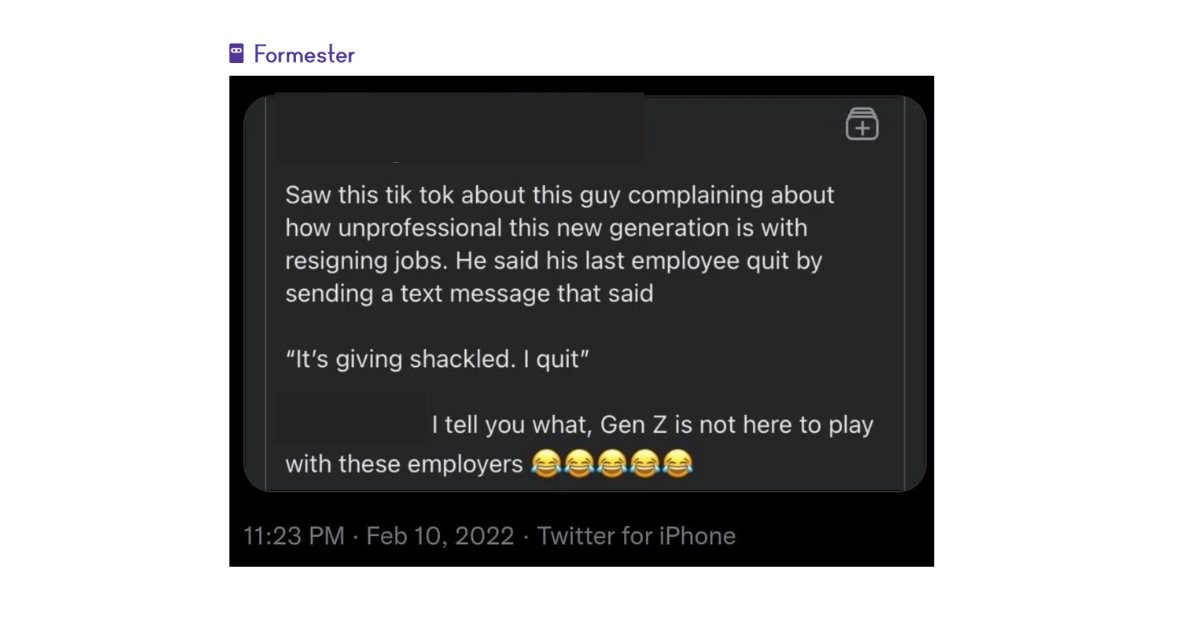 Formester
Saw this tik tok about this guy complaining about
how unprofessional this new generation is with
resigning jobs. He said his last employee quit by
sending a text message that said
“It’s giving shackled. I quit”
I tell you what, Gen Z is not here to play
with these employers 😂😂😂😂😂
11:23 PM · Feb 10, 2022 · Twitter for iPhone